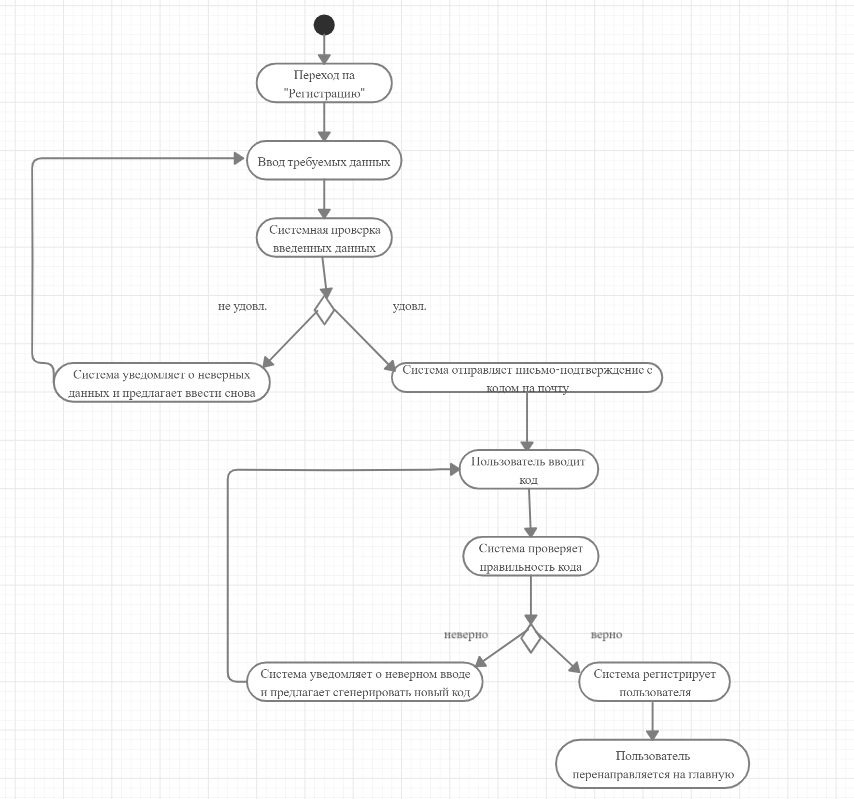 Переход на
"Регистрацию"
Ввод требуемых данных
Системная проверка
введенных данных
не удовл.
удовл.
Система уведомляет о неверных
данных и предлагает ввести снова
Система отправляет письмо-подтверждение с
кодом на почту
Пользователь вводит
код
Система проверяет
правильность кода
неверно
верно
Система уведомляет о неверном вводе
и предлагает сгенерировать новый код
Система регистрирует
пользователя
Пользователь
перенаправляется на главную